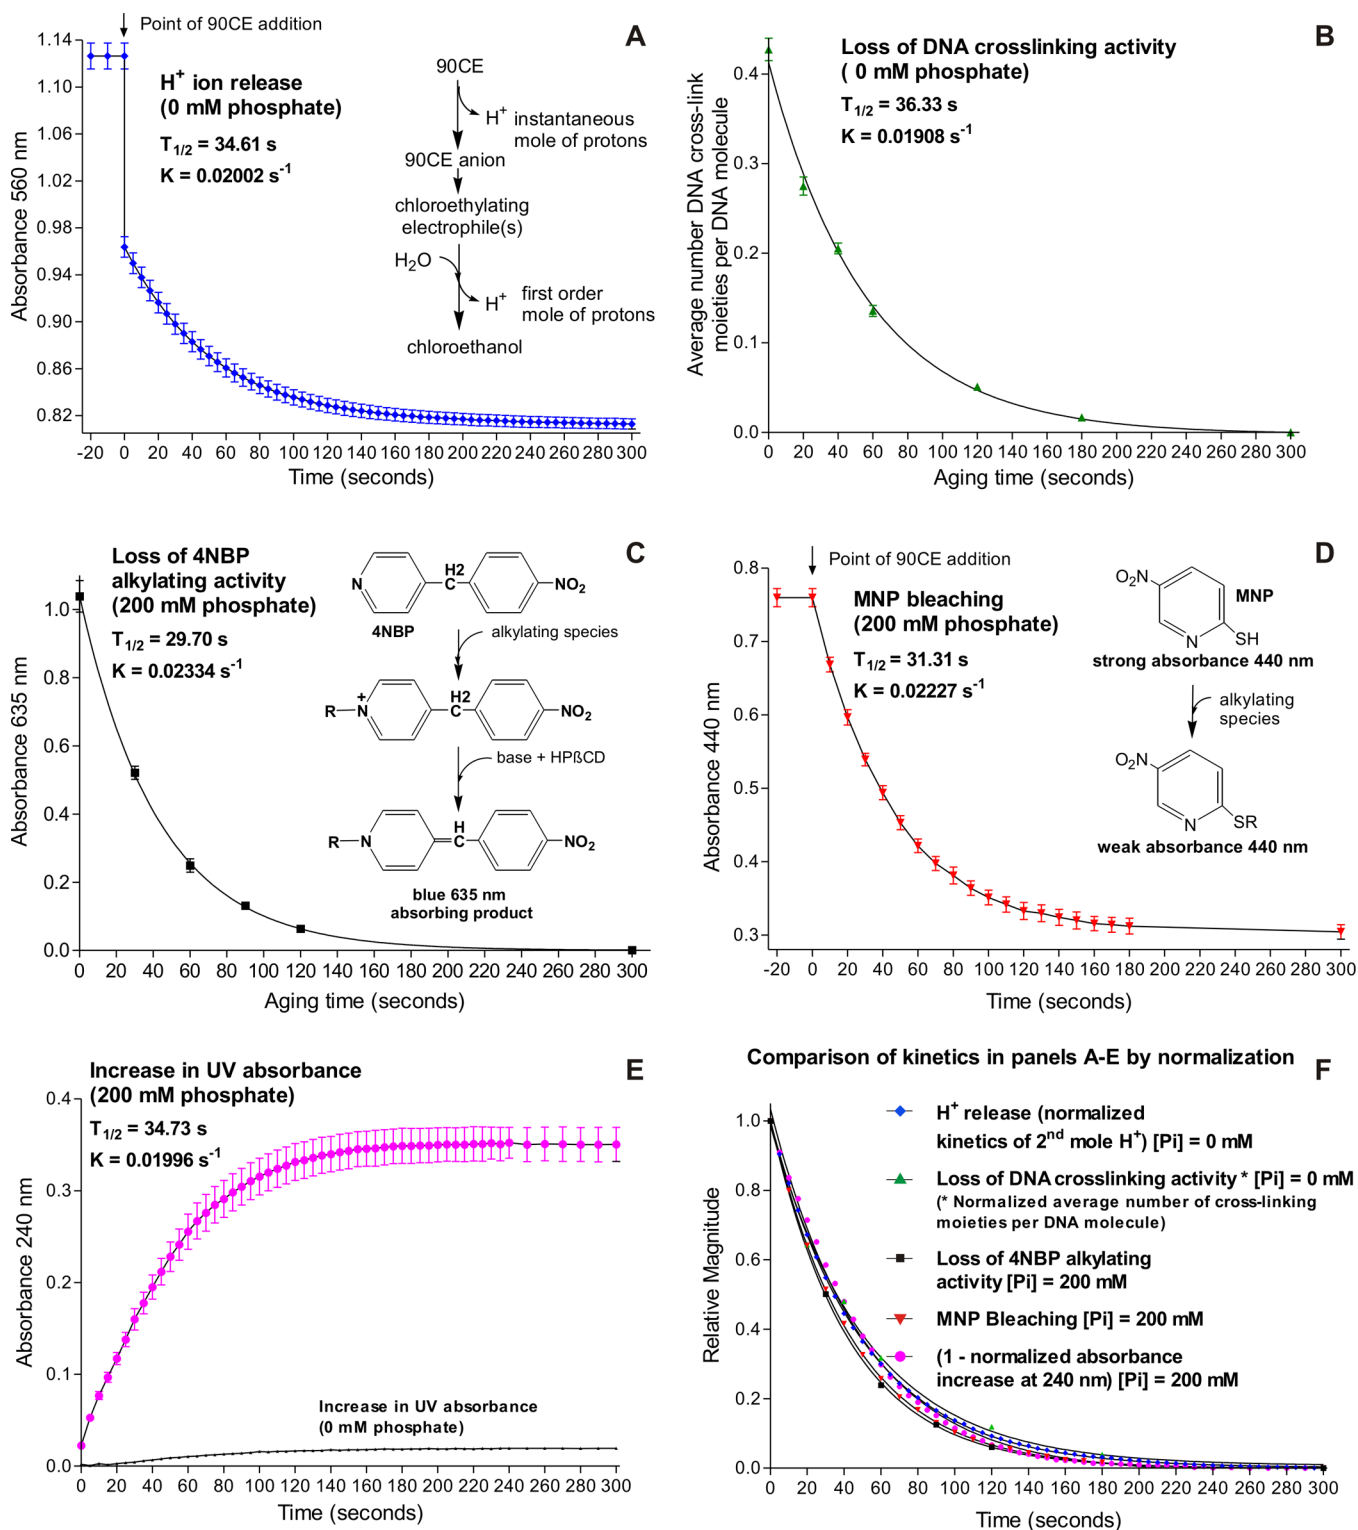 Point of 90CE addition
A
H+ ion release
(0 mM phosphate)
T1/2 = 34.61 s
K = 0.02002 s-1
90CE
H+ instantaneous
mole of protons
90CE anion
chloroethylating
electrophile(s)
H2O
H+ first order
mole of protons
chloroethanol
Absorbance 560 nm
1.14
1.10
1.06
1.02
0.98
0.94
0.90
0.86
0.82
-20 0 20 40 60 80 100 120 140 160 180 200 220 240 260 280 300
Time (seconds)
B
Loss of DNA crosslinking activity
( 0 mM phosphate)
T1/2 = 36.33 s
K = 0.01908 s-1
Average number DNA cross-link
moieties per DNA molecule
0.4
0.3
0.2
0.1
0.0
0 20 40 60 80 100 120 140 160 180 200 220 240 260 280 300
Aging time (seconds)
C
Loss of 4NBP
alkylating activity
(200 mM phosphate)
T1/2 = 29.70 s
K = 0.02334 s-1
N C H2 NO2
4NBP
alkylating species
R N + C H2 NO2
base + HPßCD
R N C H NO2
blue 635 nm
absorbing product
Absorbance 635 nm
1.0
0.8
0.6
0.4
0.2
0.0
0 20 40 60 80 100 120 140 160 180 200 220 240 260 280 300
Aging time (seconds)
Point of 90CE addition
D
MNP bleaching
(200 mM phosphate)
T1/2 = 31.31 s
K = 0.02227 s-1
O2N
MNP
N SH
strong absorbance 440 nm
alkylating
species
O2N
N SR
weak absorbance 440 nm
Absorbance 440 nm
0.8
0.7
0.6
0.5
0.4
0.3
-20 0 20 40 60 80 100 120 140 160 180 200 220 240 260 280 300
Time (seconds)
E
Increase in UV absorbance
(200 mM phosphate)
T1/2 = 34.73 s
K = 0.01996 s-1
Increase in UV absorbance
(0 mM phosphate)
Absorbance 240 nm
0.4
0.3
0.2
0.1
0.0
0 20 40 60 80 100 120 140 160 180 200 220 240 260 280 300
Time (seconds)
Comparison of kinetics in panels A-E by normalization
F
H+ release (normalized
kinetics of 2nd mole H+) [Pi] = 0 mM
Loss of DNA crosslinking activity * [Pi] = 0 mM
(* Normalized average number of cross-linking
moieties per DNA molecule)
Loss of 4NBP alkylating
activity [Pi] = 200 mM
MNP Bleaching [Pi] = 200 mM
(1 - normalized absorbance
increase at 240 nm) [Pi] = 200 mM
Relative Magnitude
1.0
0.8
0.6
0.4
0.2
0.0
0 20 40 60 80 100 120 140 160 180 200 220 240 260 280 300
Time (seconds)